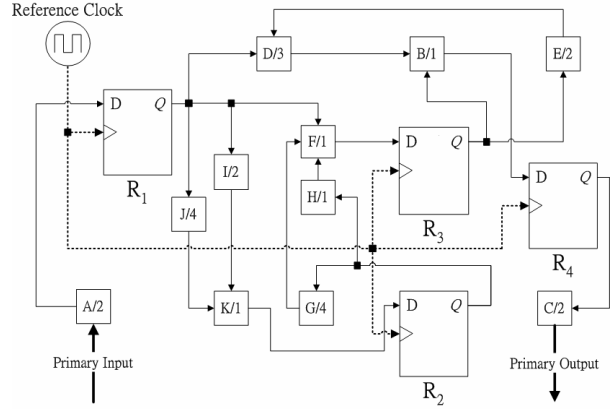 Reference Clock
D/3
B/1
E/2
D Q
R1
F/1
I/2
D Q
R3
H/1
J/4
D Q
R4
A/2
K/1
G/4
D Q
R2
C/2
Primary Input
Primary Output